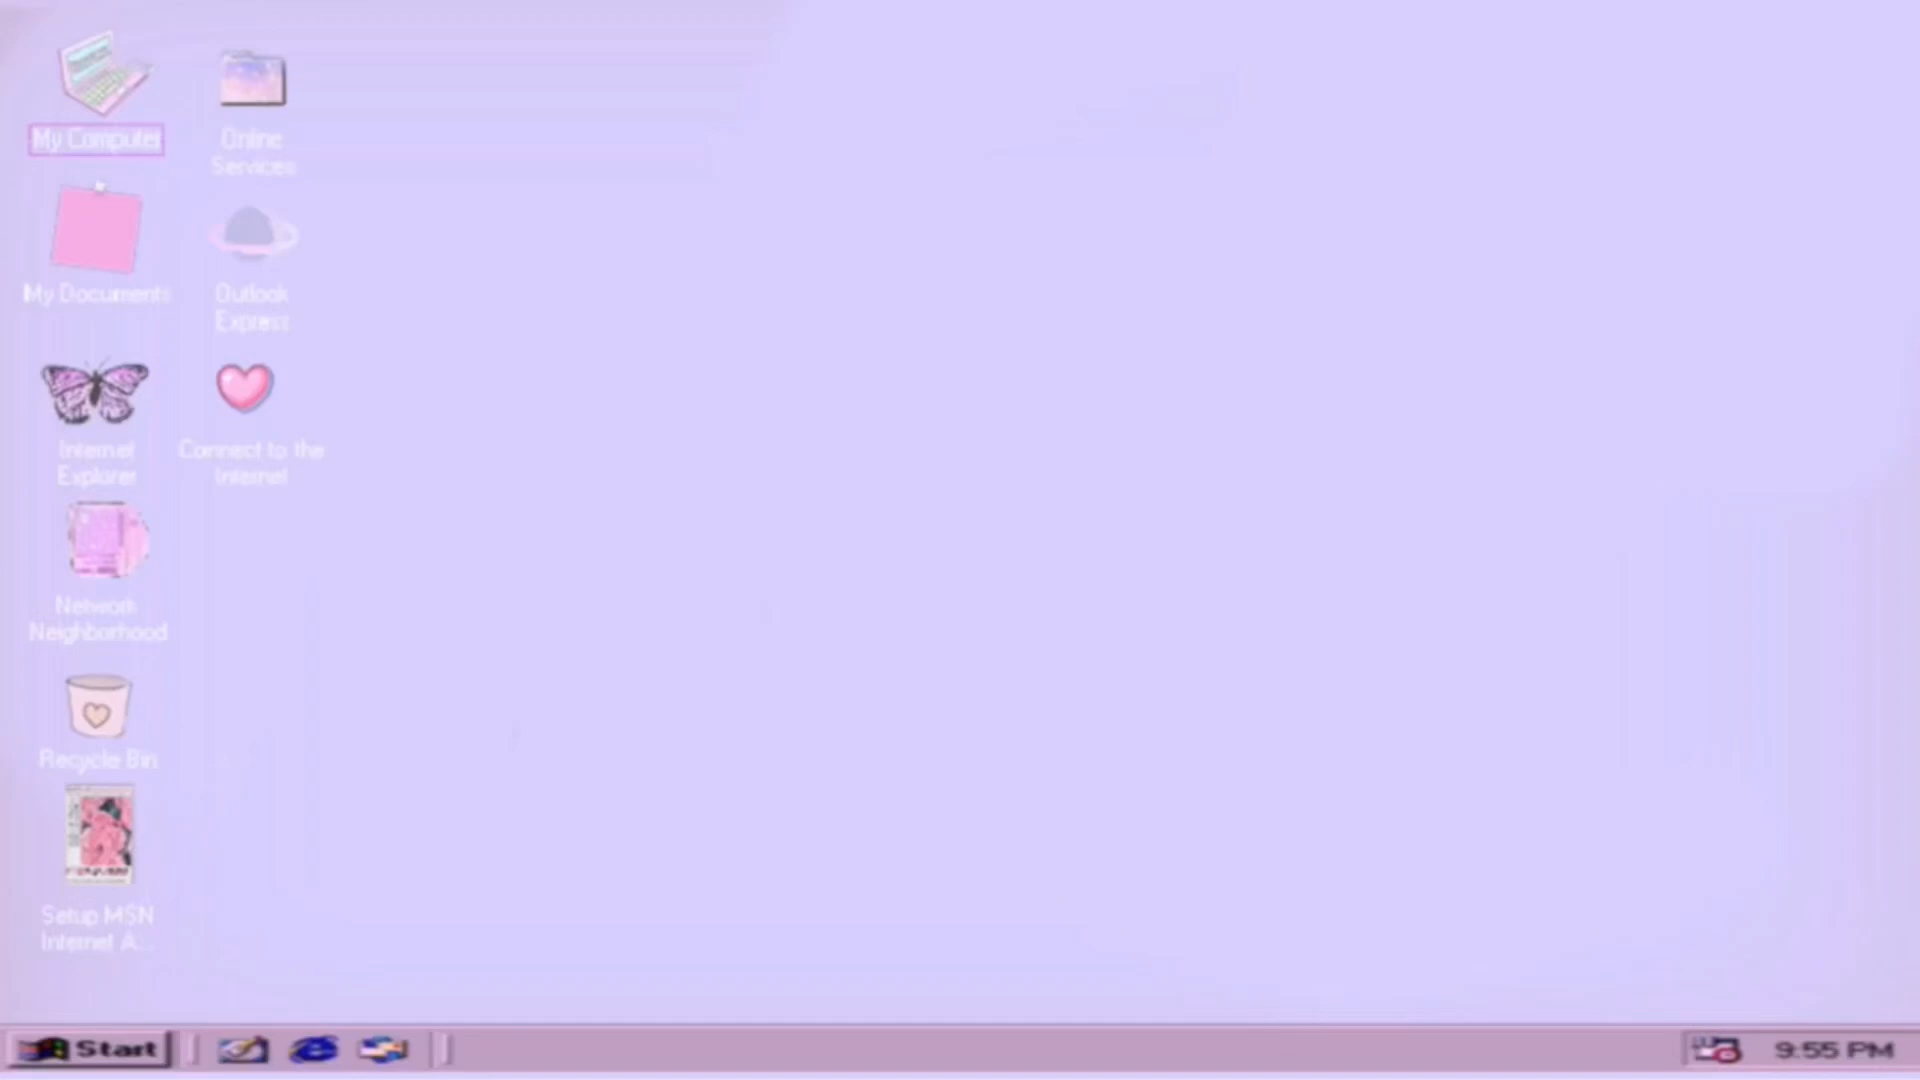 My Computer
Online
Services
My Documents
Outlook
Express
Internet
Explorer
Connect to the
Internet
Network
Neighborhood
Recycle Bin
Setup MSN
Internet A...
Start
9:55 PM